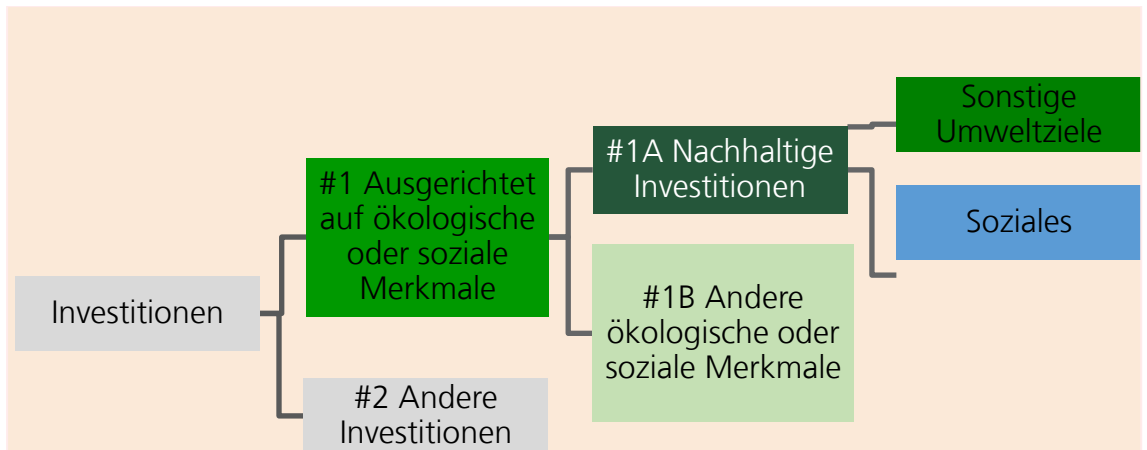 Investitionen
#1 Ausgerichtet
auf ökologische
oder soziale
Merkmale
#2 Andere
Investitionen
#1A Nachhaltige
Investitionen
#1B Andere
ökologische oder
soziale Merkmale
Sonstige
Umweltziele
Soziales